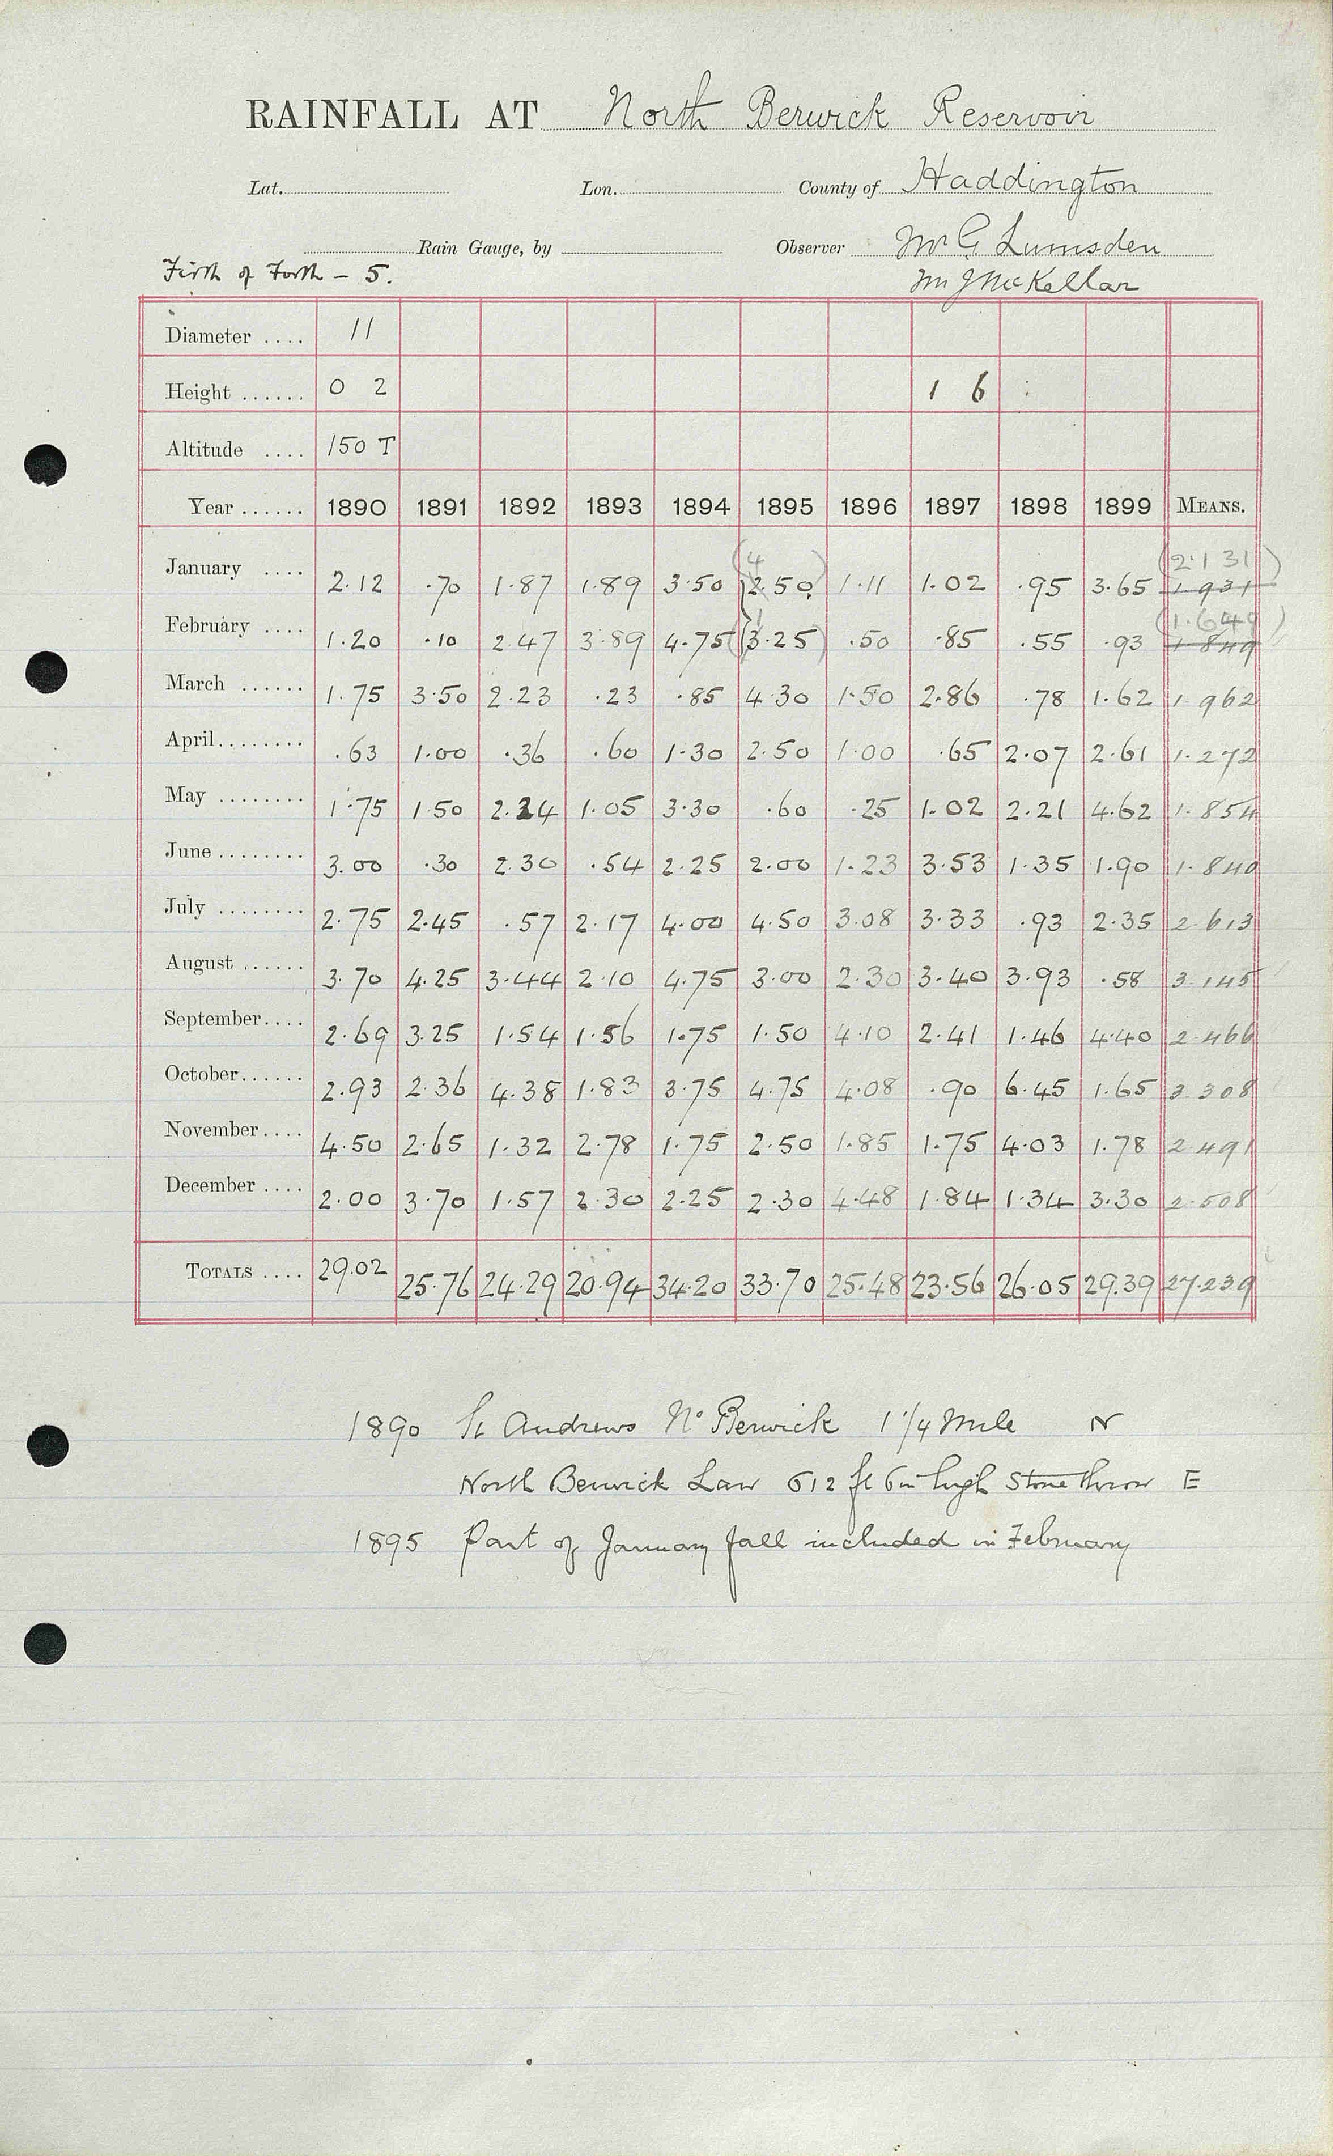 RAINFALL AT North Berwick Reservoir
Lat. Lon. County of Haddington
Rain Gauge, by Observer Mr G Lumsden
Firth of Forth - 5. Mr J McKellar
Diameter .... 11
Height ...... 0 2 1 6
Altitude .... 150 T
Year ...... 1890 1891 1892 1893 1894 1895 1896 1897 1898 1899 MEANS.
(4 ) (2.131)
January .... 2.12 .70 1.87 1.89 3.50 2.50 1.11 1.02 .95 3.65 1.931
(1.649)
February .... 1.20 .10 2.47 3.89 4.75 (3.25) .50 .85 .55 .93 1.849
March ...... 1.75 3.50 2.23 .23 .85 4.30 1.50 2.86 .78 1.62 1.962
April........ .63 1.00 .36 .60 1.30 2.50 1.00 .65 2.07 2.61 1.272
May ........ 1.75 1.50 2.24 1.05 3.30 .60 .25 1.02 2.21 4.62 1.854
June ........ 3.00 .30 2.30 .54 2.25 2.00 1.23 3.53 1.35 1.90 1.840
July ........ 2.75 2.45 .57 2.17 4.00 4.50 3.08 3.33 .93 2.35 2.613
August ...... 3.70 4.25 3.44 2.10 4.75 3.00 2.30 3.40 3.93 .58 3.145
September.... 2.69 3.25 1.54 1.56 1.75 1.50 4.10 2.41 1.46 4.40 2.466
October...... 2.93 2.36 4.38 1.83 3.75 4.75 4.08 .90 6.45 1.65 3.308
November.... 4.50 2.65 1.32 2.78 1.75 2.50 1.85 1.75 4.03 1.78 2.491
December .... 2.00 3.70 1.57 2.30 2.25 2.30 4.48 1.84 1.34 3.30 2.508
TOTALS .... 29.02 25.76 24.29 20.94 34.20 33.70 25.48 23.56 26.05 29.39 27.239
1890 St Andrews No Berwick 1 1/4 Mile N
North Berwick Law 612 ft 6in high Stone throw E
1895 Part of January fall included in February